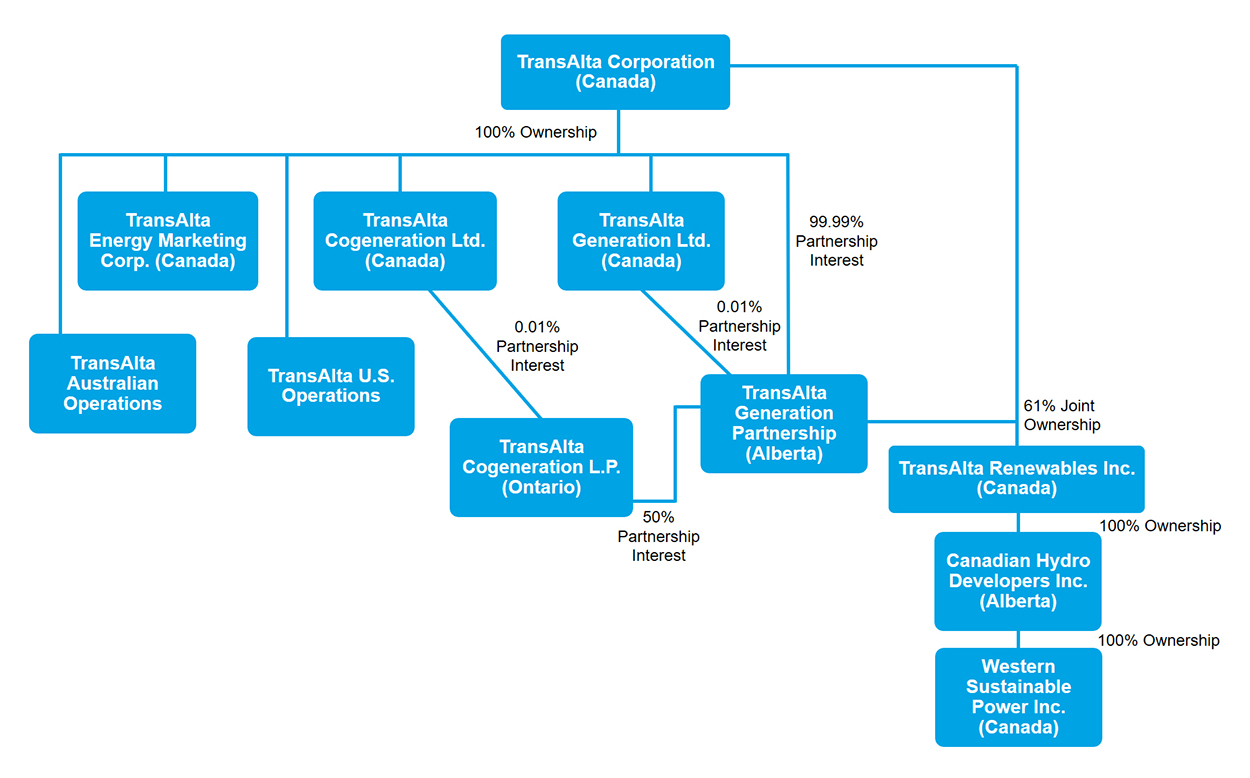 TransAlta Corporation
(Canada)
100% Ownership
TransAlta
Energy Marketing
Corp. (Canada)
TransAlta
Cogeneration Ltd.
(Canada)
TransAlta
Generation Ltd.
(Canada)
99.99%
Partnership
Interest
0.01%
Partnership
Interest
0.01%
Partnership
Interest
TransAlta
Australian
Operations
TransAlta U.S.
Operations
TransAlta
Generation
Partnership
(Alberta)
61% Joint
Ownership
TransAlta
Cogeneration L.P.
(Ontario)
50%
Partnership
Interest
TransAlta Renewables Inc.
(Canada)
100% Ownership
Canadian Hydro
Developers Inc.
(Alberta)
100% Ownership
Western
Sustainable
Power Inc.
(Canada)